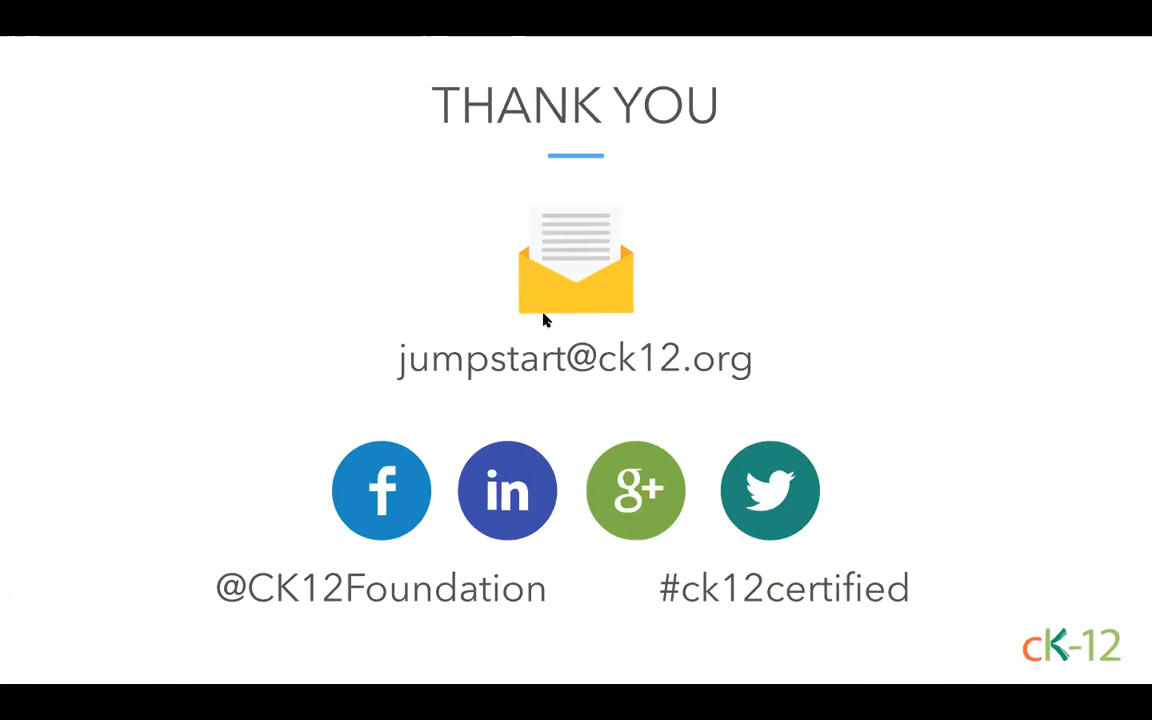 THANK YOU
jumpstart@ck12.org
f in g+
@CK12Foundation #ck12certified
cK-12